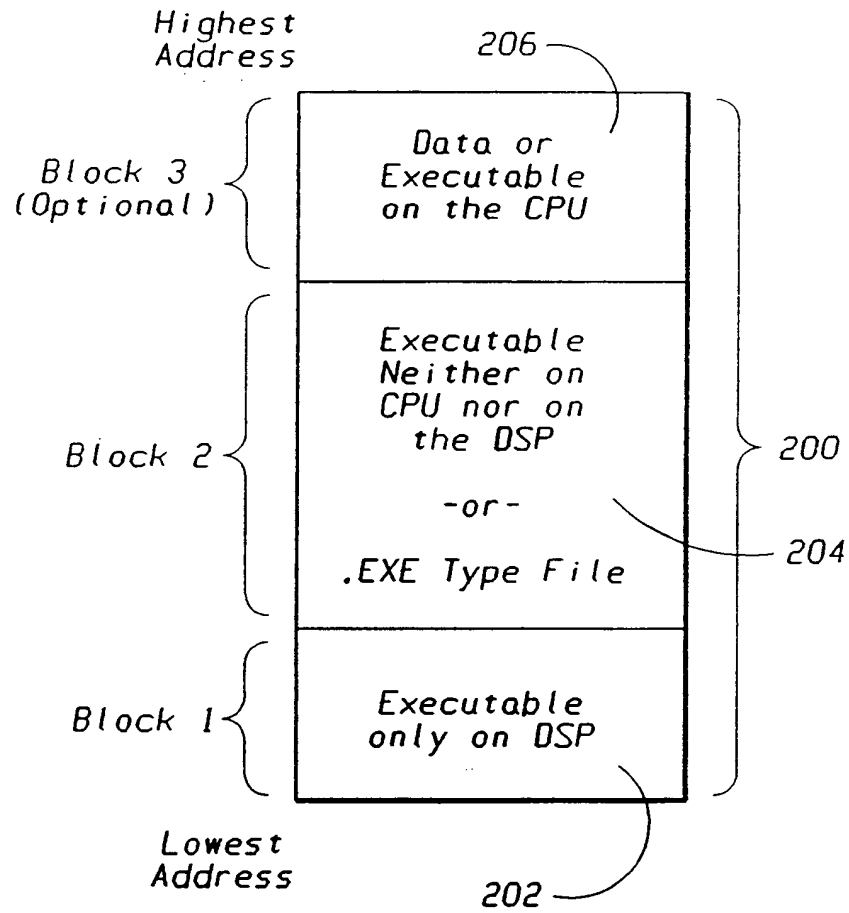 Highest
Address
206
Block 3
(Optional)
Data or
Executable
on the CPU
Block 2
Executable
Neither on
CPU nor on
the DSP
-or-
.EXE Type File
200
204
Block 1
Executable
only on DSP
Lowest
Address
202